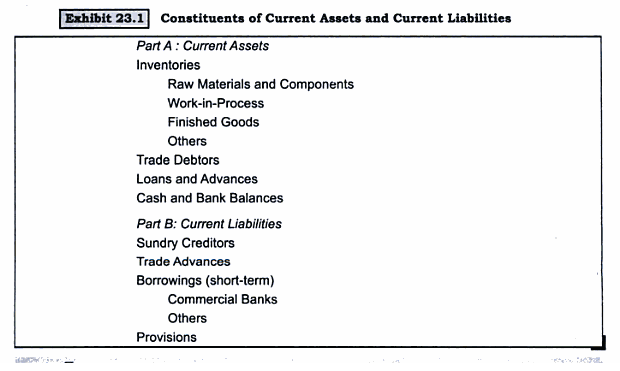 Exhibit 23.1 Constituents of Current Assets and Current Liabilities
Part A : Current Assets
Inventories
Raw Materials and Components
Work-in-Process
Finished Goods
Others
Trade Debtors
Loans and Advances
Cash and Bank Balances
Part B: Current Liabilities
Sundry Creditors
Trade Advances
Borrowings (short-term)
Commercial Banks
Others
Provisions